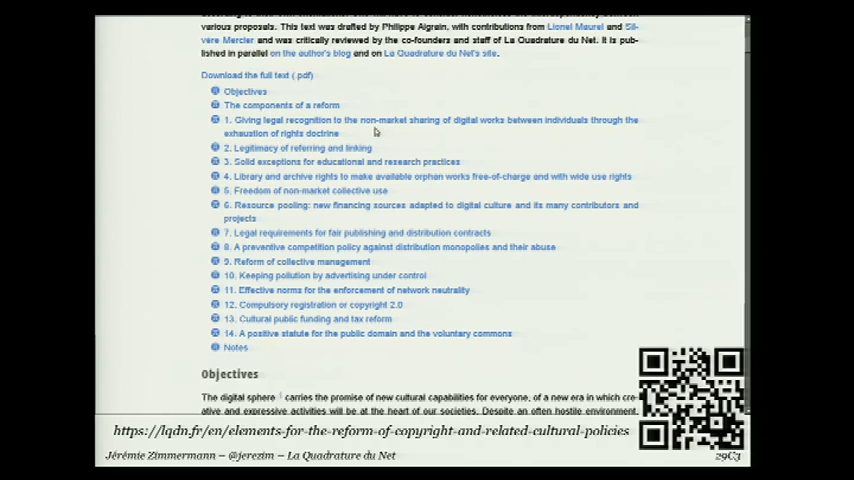 various proposals. This text was drafted by Philippe Aigrain, with contributions from Lionel Maurel and Sil-
vère Mercier and was critically reviewed by the co-founders and staff of La Quadrature du Net. It is pub-
lished in parallel on the author's blog and on La Quadrature du Net's site.
Download the full text (.pdf)
Objectives
The components of a reform
1. Giving legal recognition to the non-market sharing of digital works between individuals through the
exhaustion of rights doctrine
2. Legitimacy of referring and linking
3. Solid exceptions for educational and research practices
4. Library and archive rights to make available orphan works free-of-charge and with wide use rights
5. Freedom of non-market collective use
6. Resource pooling: new financing sources adapted to digital culture and its many contributors and
projects
7. Legal requirements for fair publishing and distribution contracts
8. A preventive competition policy against distribution monopolies and their abuse
9. Reform of collective management
10. Keeping pollution by advertising under control
11. Effective norms for the enforcement of network neutrality
12. Compulsory registration or copyright 2.0
13. Cultural public funding and tax reform
14. A positive statute for the public domain and the voluntary commons
Notes
Objectives
The digital sphere carries the promise of new cultural capabilities for everyone, of a new era in which cre-
ative and expressive activities will be at the heart of our societies. Despite an often hostile environment,
https://lqdn.fr/en/elements-for-the-reform-of-copyright-and-related-cultural-policies
Jérémie Zimmermann – @jerezim – La Quadrature du Net
29C3